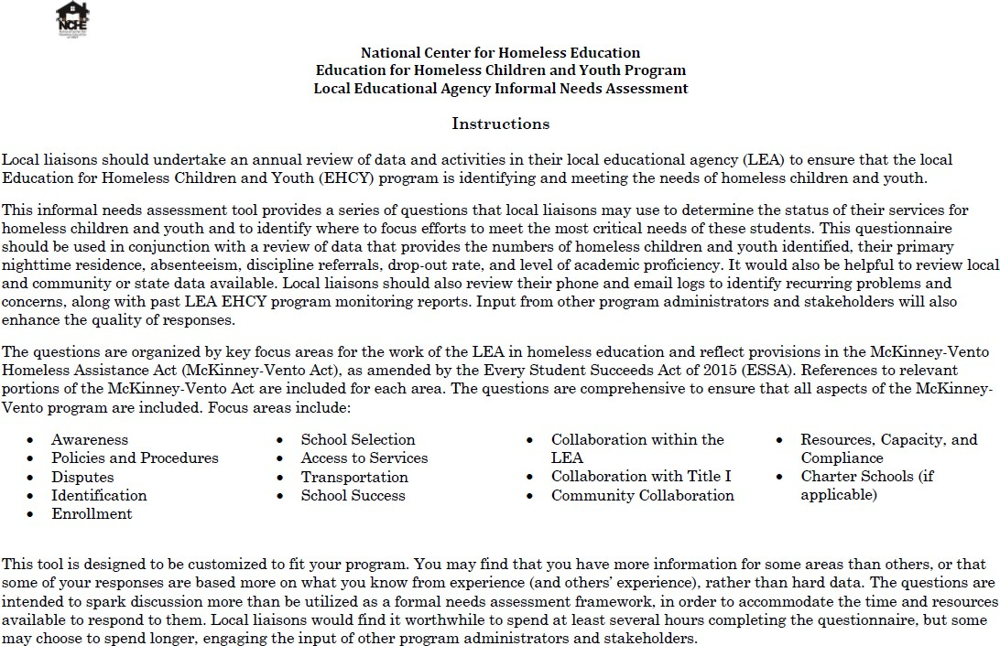 NCHE
National Center for Homeless Education
Education for Homeless Children and Youth Program
Local Educational Agency Informal Needs Assessment
Instructions
Local liaisons should undertake an annual review of data and activities in their local educational agency (LEA) to ensure that the local
Education for Homeless Children and Youth (EHCY) program is identifying and meeting the needs of homeless children and youth.
This informal needs assessment tool provides a series of questions that local liaisons may use to determine the status of their services for
homeless children and youth and to identify where to focus efforts to meet the most critical needs of these students. This questionnaire
should be used in conjunction with a review of data that provides the numbers of homeless children and youth identified, their primary
nighttime residence, absenteeism, discipline referrals, drop-out rate, and level of academic proficiency. It would also be helpful to review local
and community or state data available. Local liaisons should also review their phone and email logs to identify recurring problems and
concerns, along with past LEA EHCY program monitoring reports. Input from other program administrators and stakeholders will also
enhance the quality of responses.
The questions are organized by key focus areas for the work of the LEA in homeless education and reflect provisions in the McKinney-Vento
Homeless Assistance Act (McKinney-Vento Act), as amended by the Every Student Succeeds Act of 2015 (ESSA). References to relevant
portions of the McKinney-Vento Act are included for each area. The questions are comprehensive to ensure that all aspects of the McKinney-
Vento program are included. Focus areas include:
• Awareness
• Policies and Procedures
• Disputes
• Identification
• Enrollment
• School Selection
• Access to Services
• Transportation
• School Success
• Collaboration within the
LEA
• Collaboration with Title I
• Community Collaboration
• Resources, Capacity, and
Compliance
• Charter Schools (if
applicable)
This tool is designed to be customized to fit your program. You may find that you have more information for some areas than others, or that
some of your responses are based more on what you know from experience (and others' experience), rather than hard data. The questions are
intended to spark discussion more than be utilized as a formal needs assessment framework, in order to accommodate the time and resources
available to respond to them. Local liaisons would find it worthwhile to spend at least several hours completing the questionnaire, but some
may choose to spend longer, engaging the input of other program administrators and stakeholders.